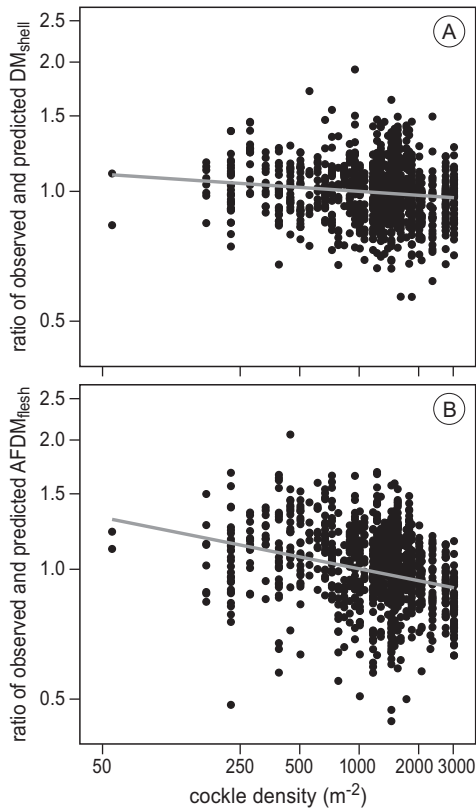 A
2.5
2.0
1.5
1.0
0.5
ratio of observed and predicted DMshell
B
2.5
2.0
1.5
1.0
0.5
ratio of observed and predicted AFDMflesh
50 250 500 1000 2000 3000
cockle density (m-2)